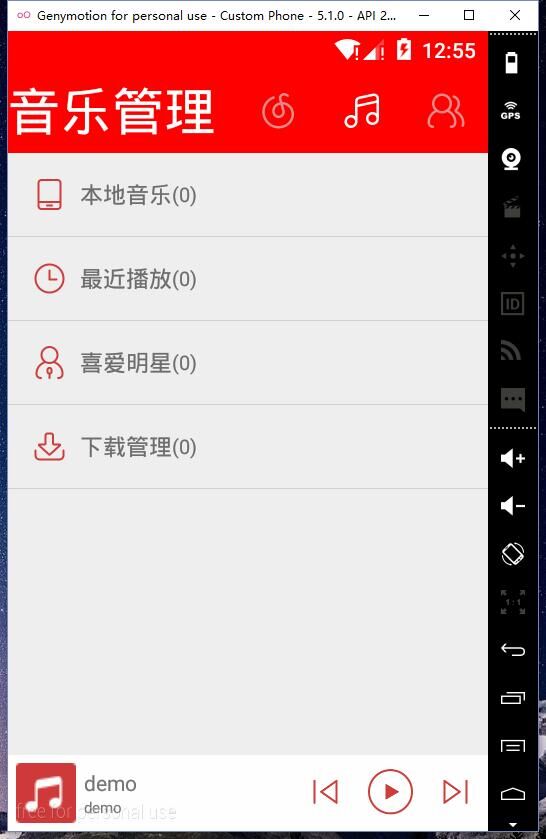 Genymotion for personal use - Custom Phone - 5.1.0 - API 2...
12:55
音乐管理
本地音乐(0)
最近播放(0)
喜爱明星(0)
下载管理(0)
demo
demo
free for personal use
GPS
ID
1:1